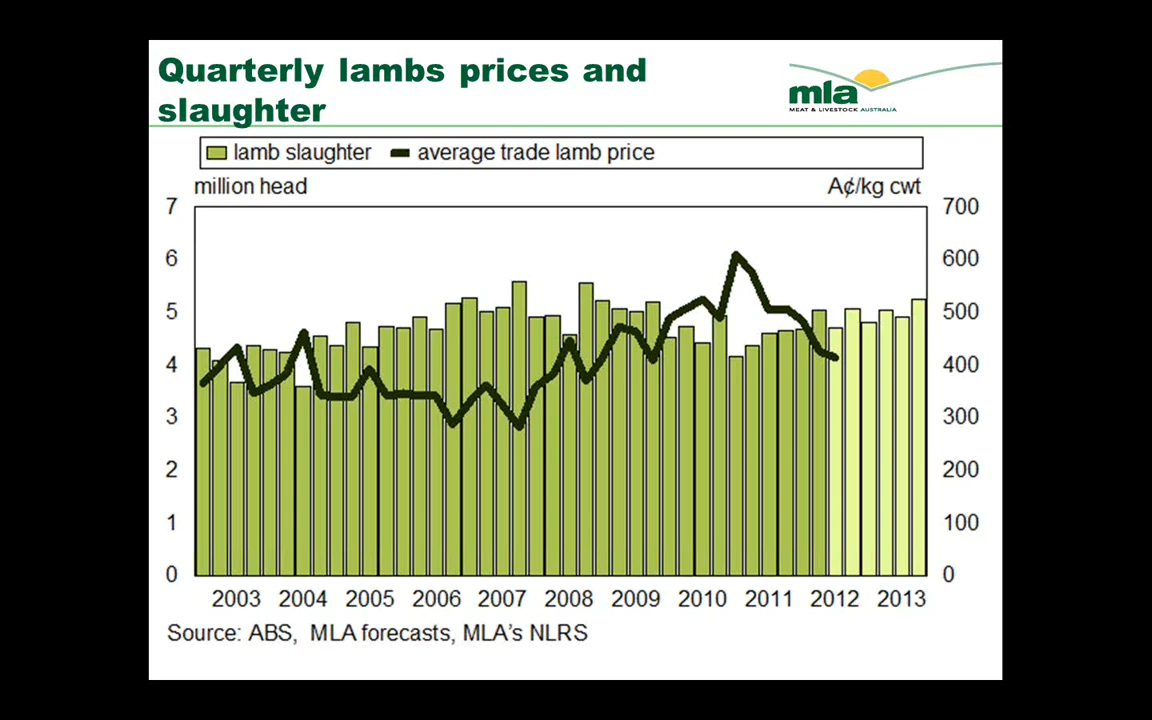 Quarterly lambs prices and
slaughter
mla
MEAT & LIVESTOCK AUSTRALIA
lamb slaughter average trade lamb price
million head A¢/kg cwt
7 700
6 600
5 500
4 400
3 300
2 200
1 100
0 0
2003 2004 2005 2006 2007 2008 2009 2010 2011 2012 2013
Source: ABS, MLA forecasts, MLA's NLRS